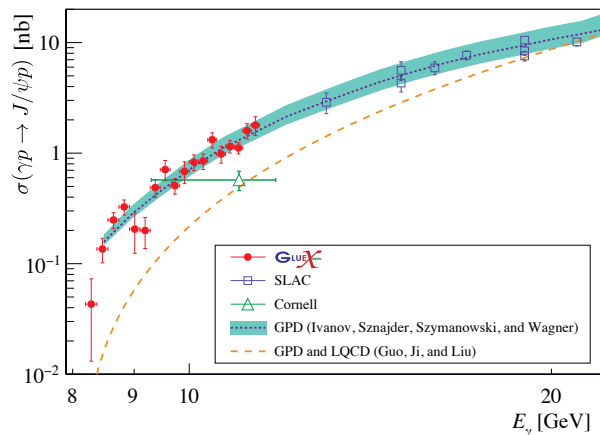 σ(γp → J/ψp) [nb]
10
1
10⁻¹
10⁻²
8
9
10
20
E_γ [GeV]
GLUEX
SLAC
Cornell
GPD (Ivanov, Sznajder, Szymanowski, and Wagner)
GPD and LQCD (Guo, Ji, and Liu)